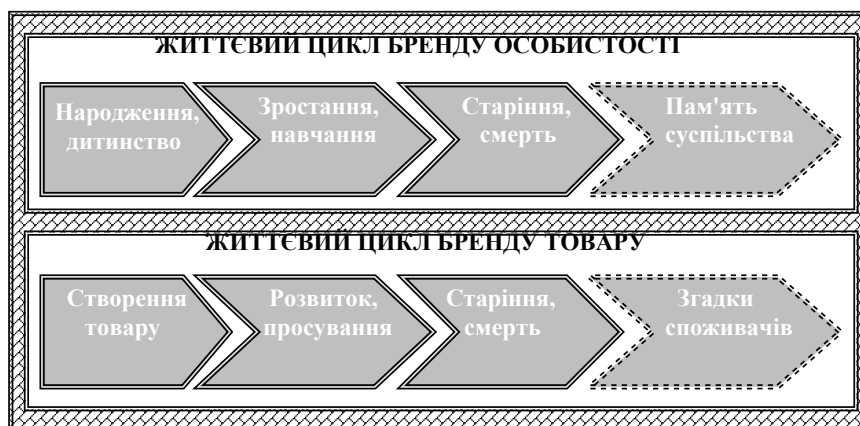 ЖИТТЄВИЙ ЦИКЛ БРЕНДУ ОСОБИСТОСТІ
Народження,
дитинство
Зростання,
навчання
Старіння,
смерть
Пам'ять
суспільства
ЖИТТЄВИЙ ЦИКЛ БРЕНДУ ТОВАРУ
Створення
товару
Розвиток,
просування
Старіння,
смерть
Згадки
споживачів